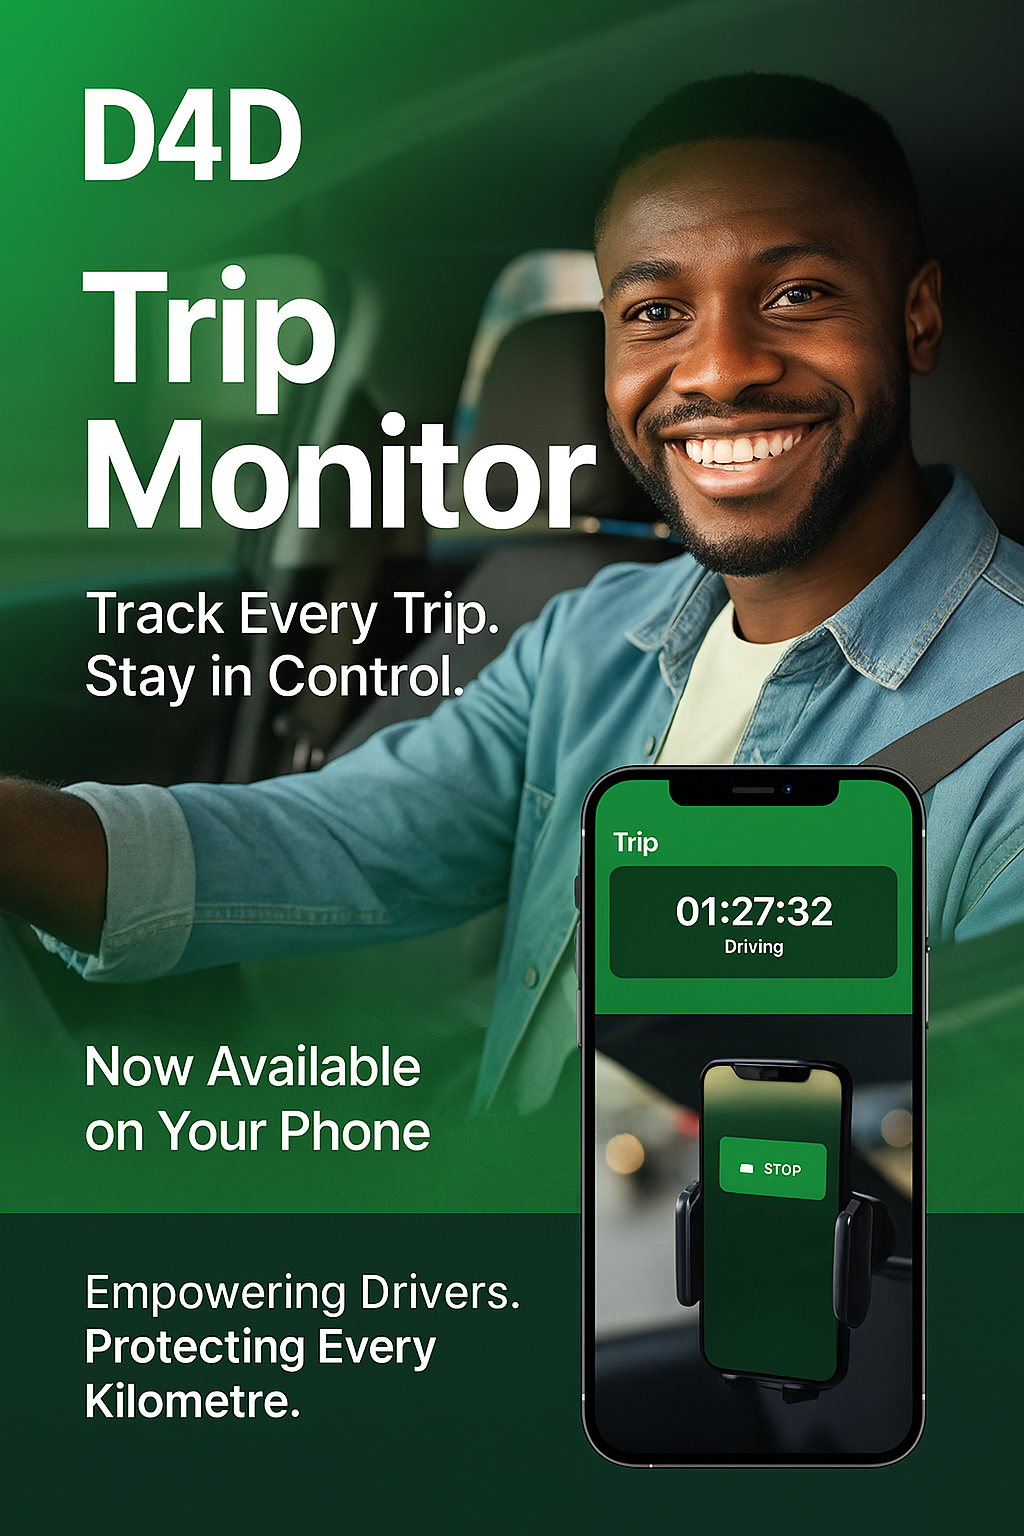 D4D
Trip
Monitor
Track Every Trip.
Stay in Control.
Trip
01:27:32
Driving
STOP
Now Available
on Your Phone
Empowering Drivers.
Protecting Every
Kilometre.